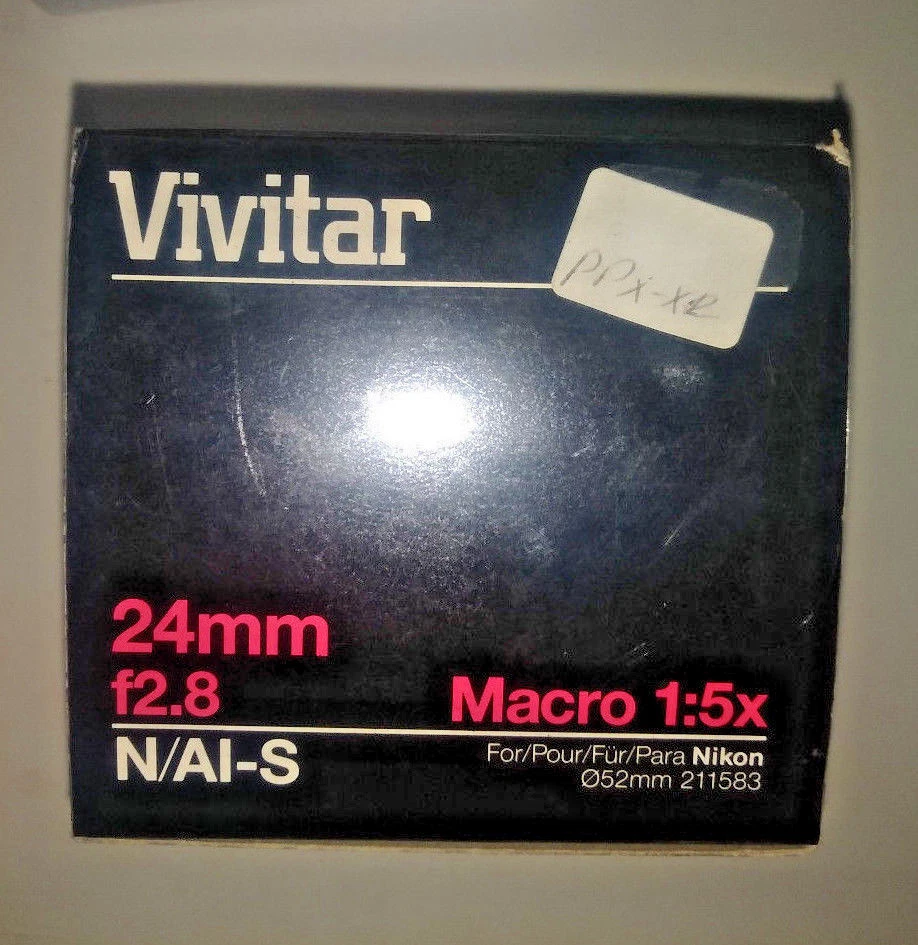 Vivitar
PPX-XR
24mm
f2.8
Macro 1:5x
N/AI-S
For/Pour/Für/Para Nikon
Ø52mm 211583